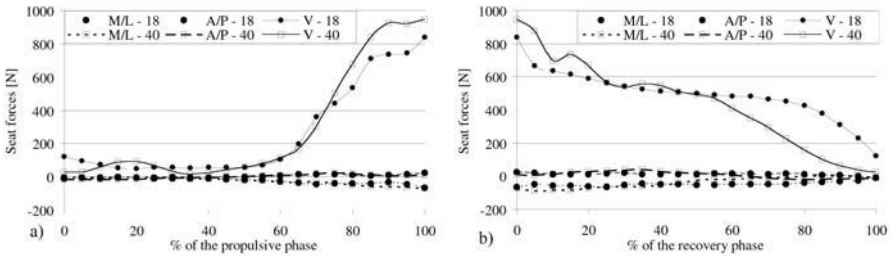 1000
800
600
400
200
0
-200
Seat forces [N]
M/L - 18 A/P - 18 V - 18
M/L - 40 A/P - 40 V - 40
0 20 40 60 80 100
a) % of the propulsive phase
1000
800
600
400
200
0
-200
Seat forces [N]
M/L - 18 A/P - 18 V - 18
M/L - 40 A/P - 40 V - 40
0 20 40 60 80 100
b) % of the recovery phase